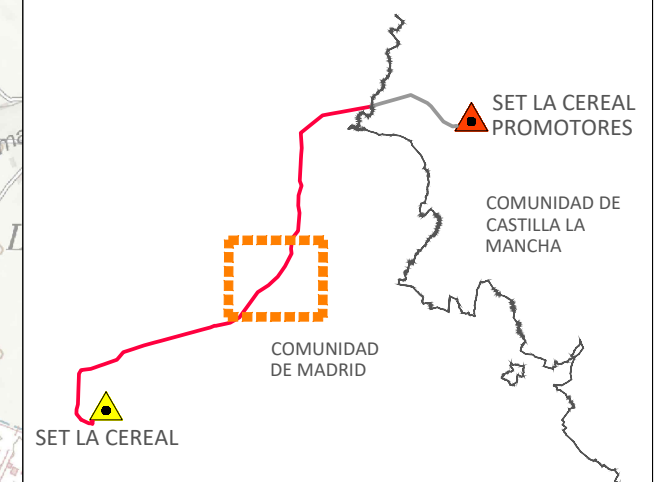 SET LA CEREAL
PROMOTORES
COMUNIDAD DE
CASTILLA LA
MANCHA
COMUNIDAD
DE MADRID
SET LA CEREAL